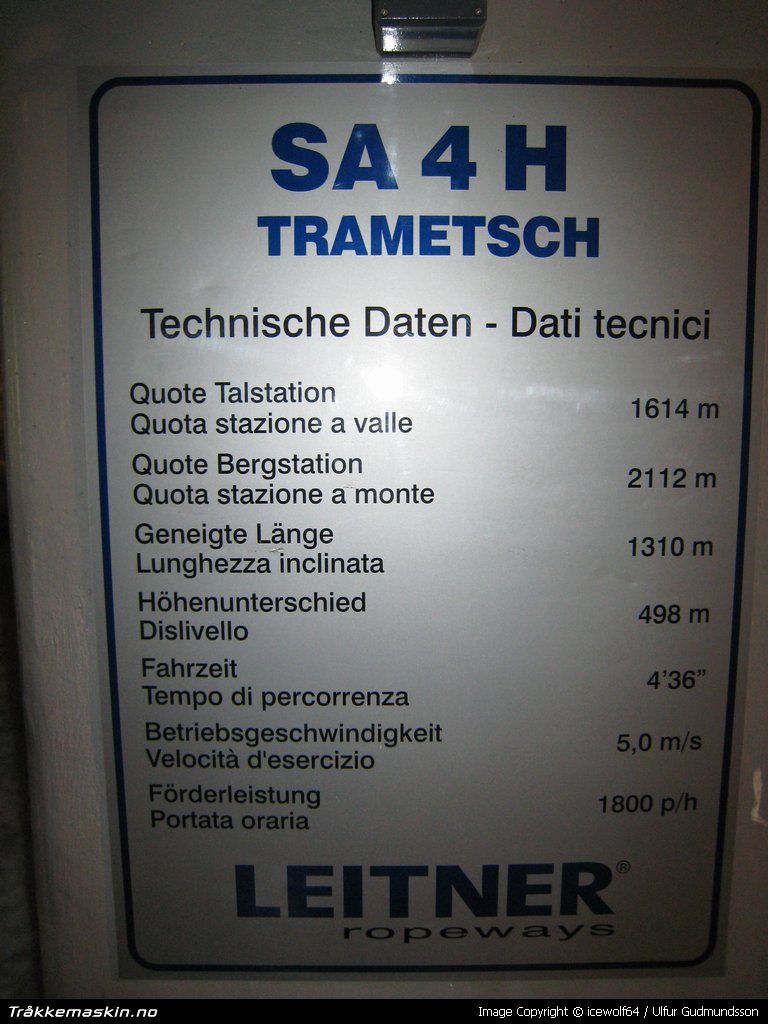 SA 4 H
TRAMETSCH
Technische Daten - Dati tecnici
Quote Talstation
Quota stazione a valle
1614 m
Quote Bergstation
Quota stazione a monte
2112 m
Geneigte Länge
Lunghezza inclinata
1310 m
Höhenunterschied
Dislivello
498 m
Fahrzeit
Tempo di percorrenza
4'36”
Betriebsgeschwindigkeit
Velocità d'esercizio
5,0 m/s
Förderleistung
Portata oraria
1800 p/h
LEITNER®
ropeways
Tråkkemaskin.no
Image Copyright © icewolf64 / Ulfur Gudmundsson